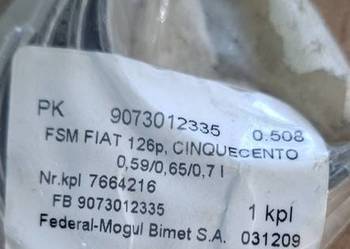 PK 9073012335 0.508
FSM FIAT 126p, CINQUECENTO
0,59/0,65/0,7 l
Nr.kpl 7664216
FB 9073012335 1 kpl
Federal-Mogul Bimet S.A. 031209